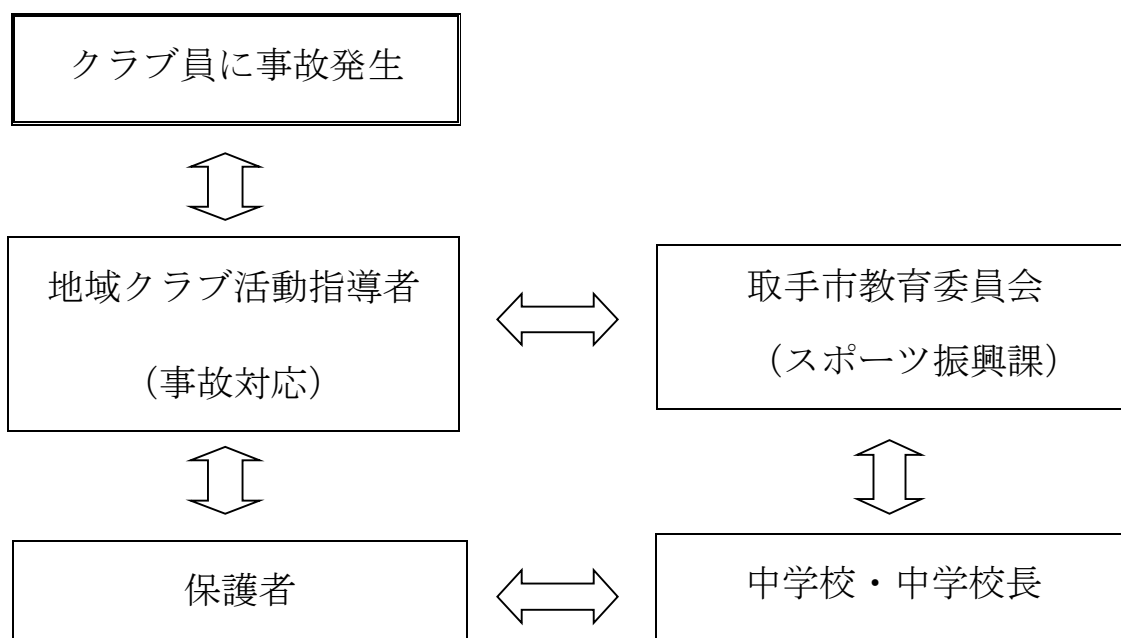 クラブ員に事故発生
地域クラブ活動指導者
（事故対応）
取手市教育委員会
（スポーツ振興課）
保護者
中学校・中学校長